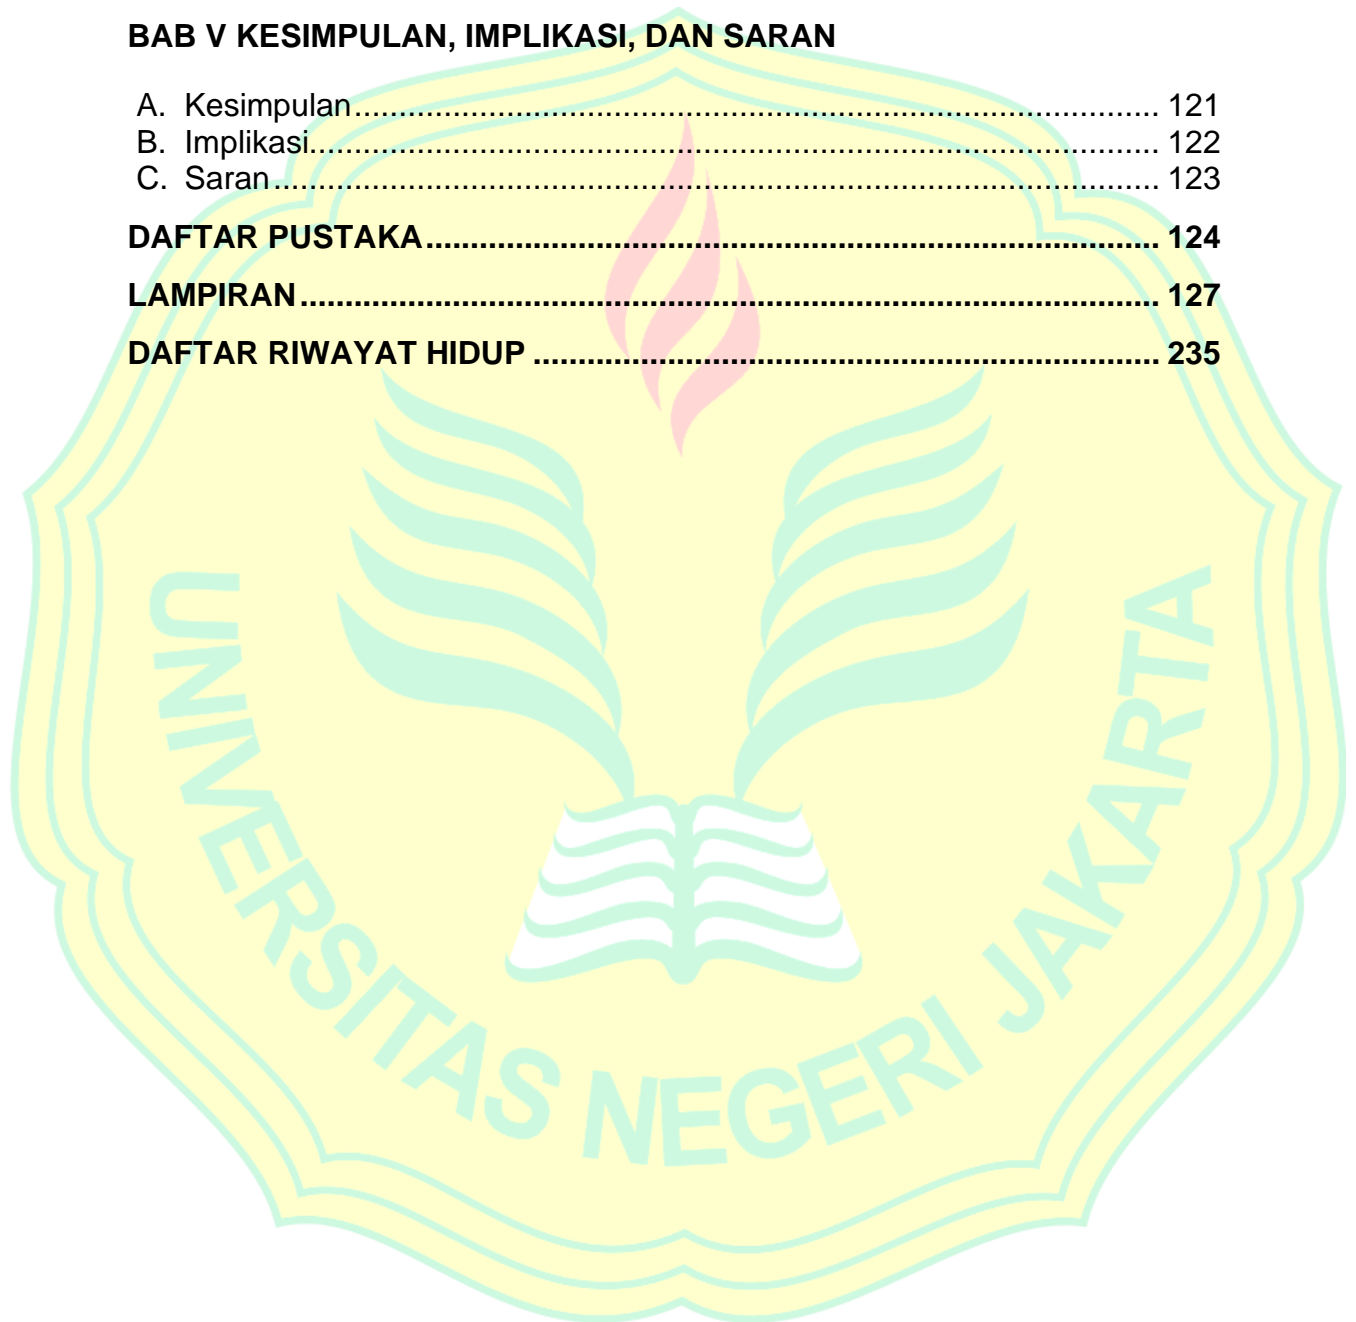 BAB V KESIMPULAN, IMPLIKASI, DAN SARAN
A. Kesimpulan.......................................................................................... 121
B. Implikasi............................................................................................... 122
C. Saran................................................................................................... 123
DAFTAR PUSTAKA.................................................................................. 124
LAMPIRAN................................................................................................ 127
DAFTAR RIWAYAT HIDUP ...................................................................... 235
UNIVERSITAS NEGERI JAKARTA